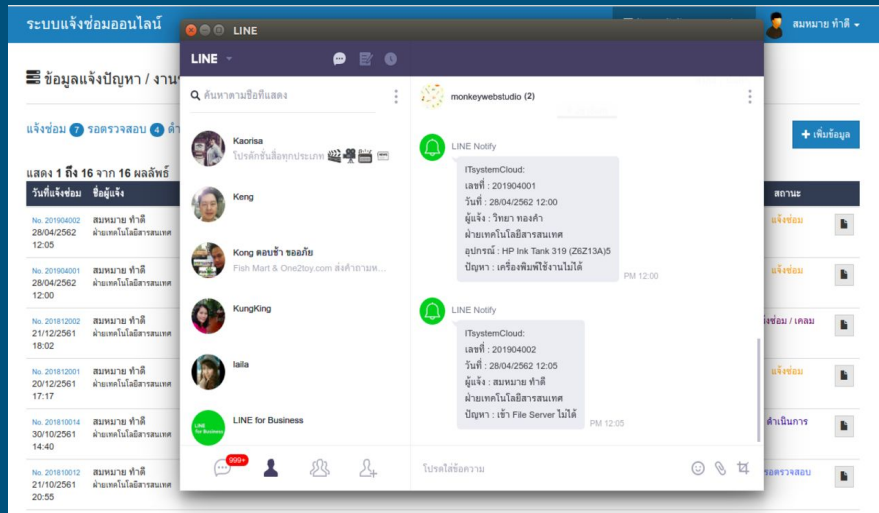 ระบบแจ้งซ่อมออนไลน์
สมหมาย ทำดี
ข้อมูลแจ้งปัญหา /
แจ้งซ่อม 7 รอตรวจสอบ 4
เพิ่มข้อมูล
แสดง 1 ถึง 16 จาก 16 ผลลัพธ์
วันที่แจ้งซ่อม ชื่อผู้แจ้ง
สถานะ
No. 201904002 สมหมาย ทำดี
28/04/2562 ฝ่ายเทคโนโลยีสารสนเทศ
12:05
แจ้งซ่อม
No. 201904001 สมหมาย ทำดี
28/04/2562 ฝ่ายเทคโนโลยีสารสนเทศ
12:00
แจ้งซ่อม
No. 201812002 สมหมาย ทำดี
21/12/2561 ฝ่ายเทคโนโลยีสารสนเทศ
18:02
/ เคลม
No. 201812001 สมหมาย ทำดี
20/12/2561 ฝ่ายเทคโนโลยีสารสนเทศ
17:17
แจ้งซ่อม
No. 201810014 สมหมาย ทำดี
30/10/2561 ฝ่ายเทคโนโลยีสารสนเทศ
14:40
ดำเนินการ
No. 201810012 สมหมาย ทำดี
21/10/2561 ฝ่ายเทคโนโลยีสารสนเทศ
20:55
รอตรวจสอบ
LINE
LINE
ค้นหาตามชื่อที่แสดง
Kaorisa
โปรดักชั่นสื่อทุกประเภท
Keng
Kong ตอบช้า ขออภัย
Fish Mart & One2toy.com ส่งคำถามห...
KungKing
laila
LINE for Business
LINE for Business
999+
monkeywebstudio (2)
LINE Notify
ITsystemCloud:
เลขที่ : 201904001
วันที่ : 28/04/2562 12:00
ผู้แจ้ง : วิทยา ทองคำ
ฝ่ายเทคโนโลยีสารสนเทศ
อุปกรณ์ : HP Ink Tank 319 (Z6Z13A)5
ปัญหา : เครื่องพิมพ์ใช้งานไม่ได้
PM 12:00
LINE Notify
ITsystemCloud:
เลขที่ : 201904002
วันที่ : 28/04/2562 12:05
ผู้แจ้ง : สมหมาย ทำดี
ฝ่ายเทคโนโลยีสารสนเทศ
ปัญหา : เข้า File Server ไม่ได้
PM 12:05
โปรดใส่ข้อความ